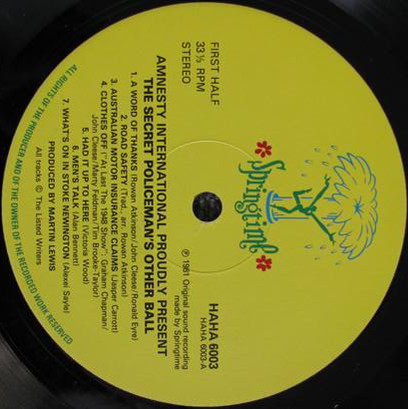 Springtime
FIRST HALF
33⅓ RPM
STEREO
HAHA 6003
HAHA 6003-A
℗ 1981 Original sound recording
made by Springtime
AMNESTY INTERNATIONAL PROUDLY PRESENT
THE SECRET POLICEMAN'S OTHER BALL
1. A WORD OF THANKS (Rowan Atkinson/John Cleese/Ronald Eyre)
2. ROAD SAFETY (Trad., arr. Rowan Atkinson)
3. AUSTRALIAN MOTOR INSURANCE CLAIMS (Jasper Carrott)
4. CLOTHES OFF ("At Last The 1948 Show": Graham Chapman/
John Cleese/Marty Feldman/Tim Brooke-Taylor)
5. HAD IT UP TO HERE (Victoria Wood)
6. MEN'S TALK (Alan Bennett)
7. WHAT'S ON IN STOKE NEWINGTON (Alexei Sayle)
PRODUCED BY MARTIN LEWIS
All tracks © The Listed Writers
ALL RIGHTS OF THE PRODUCER AND OF THE OWNER OF THE RECORDED WORK RESERVED